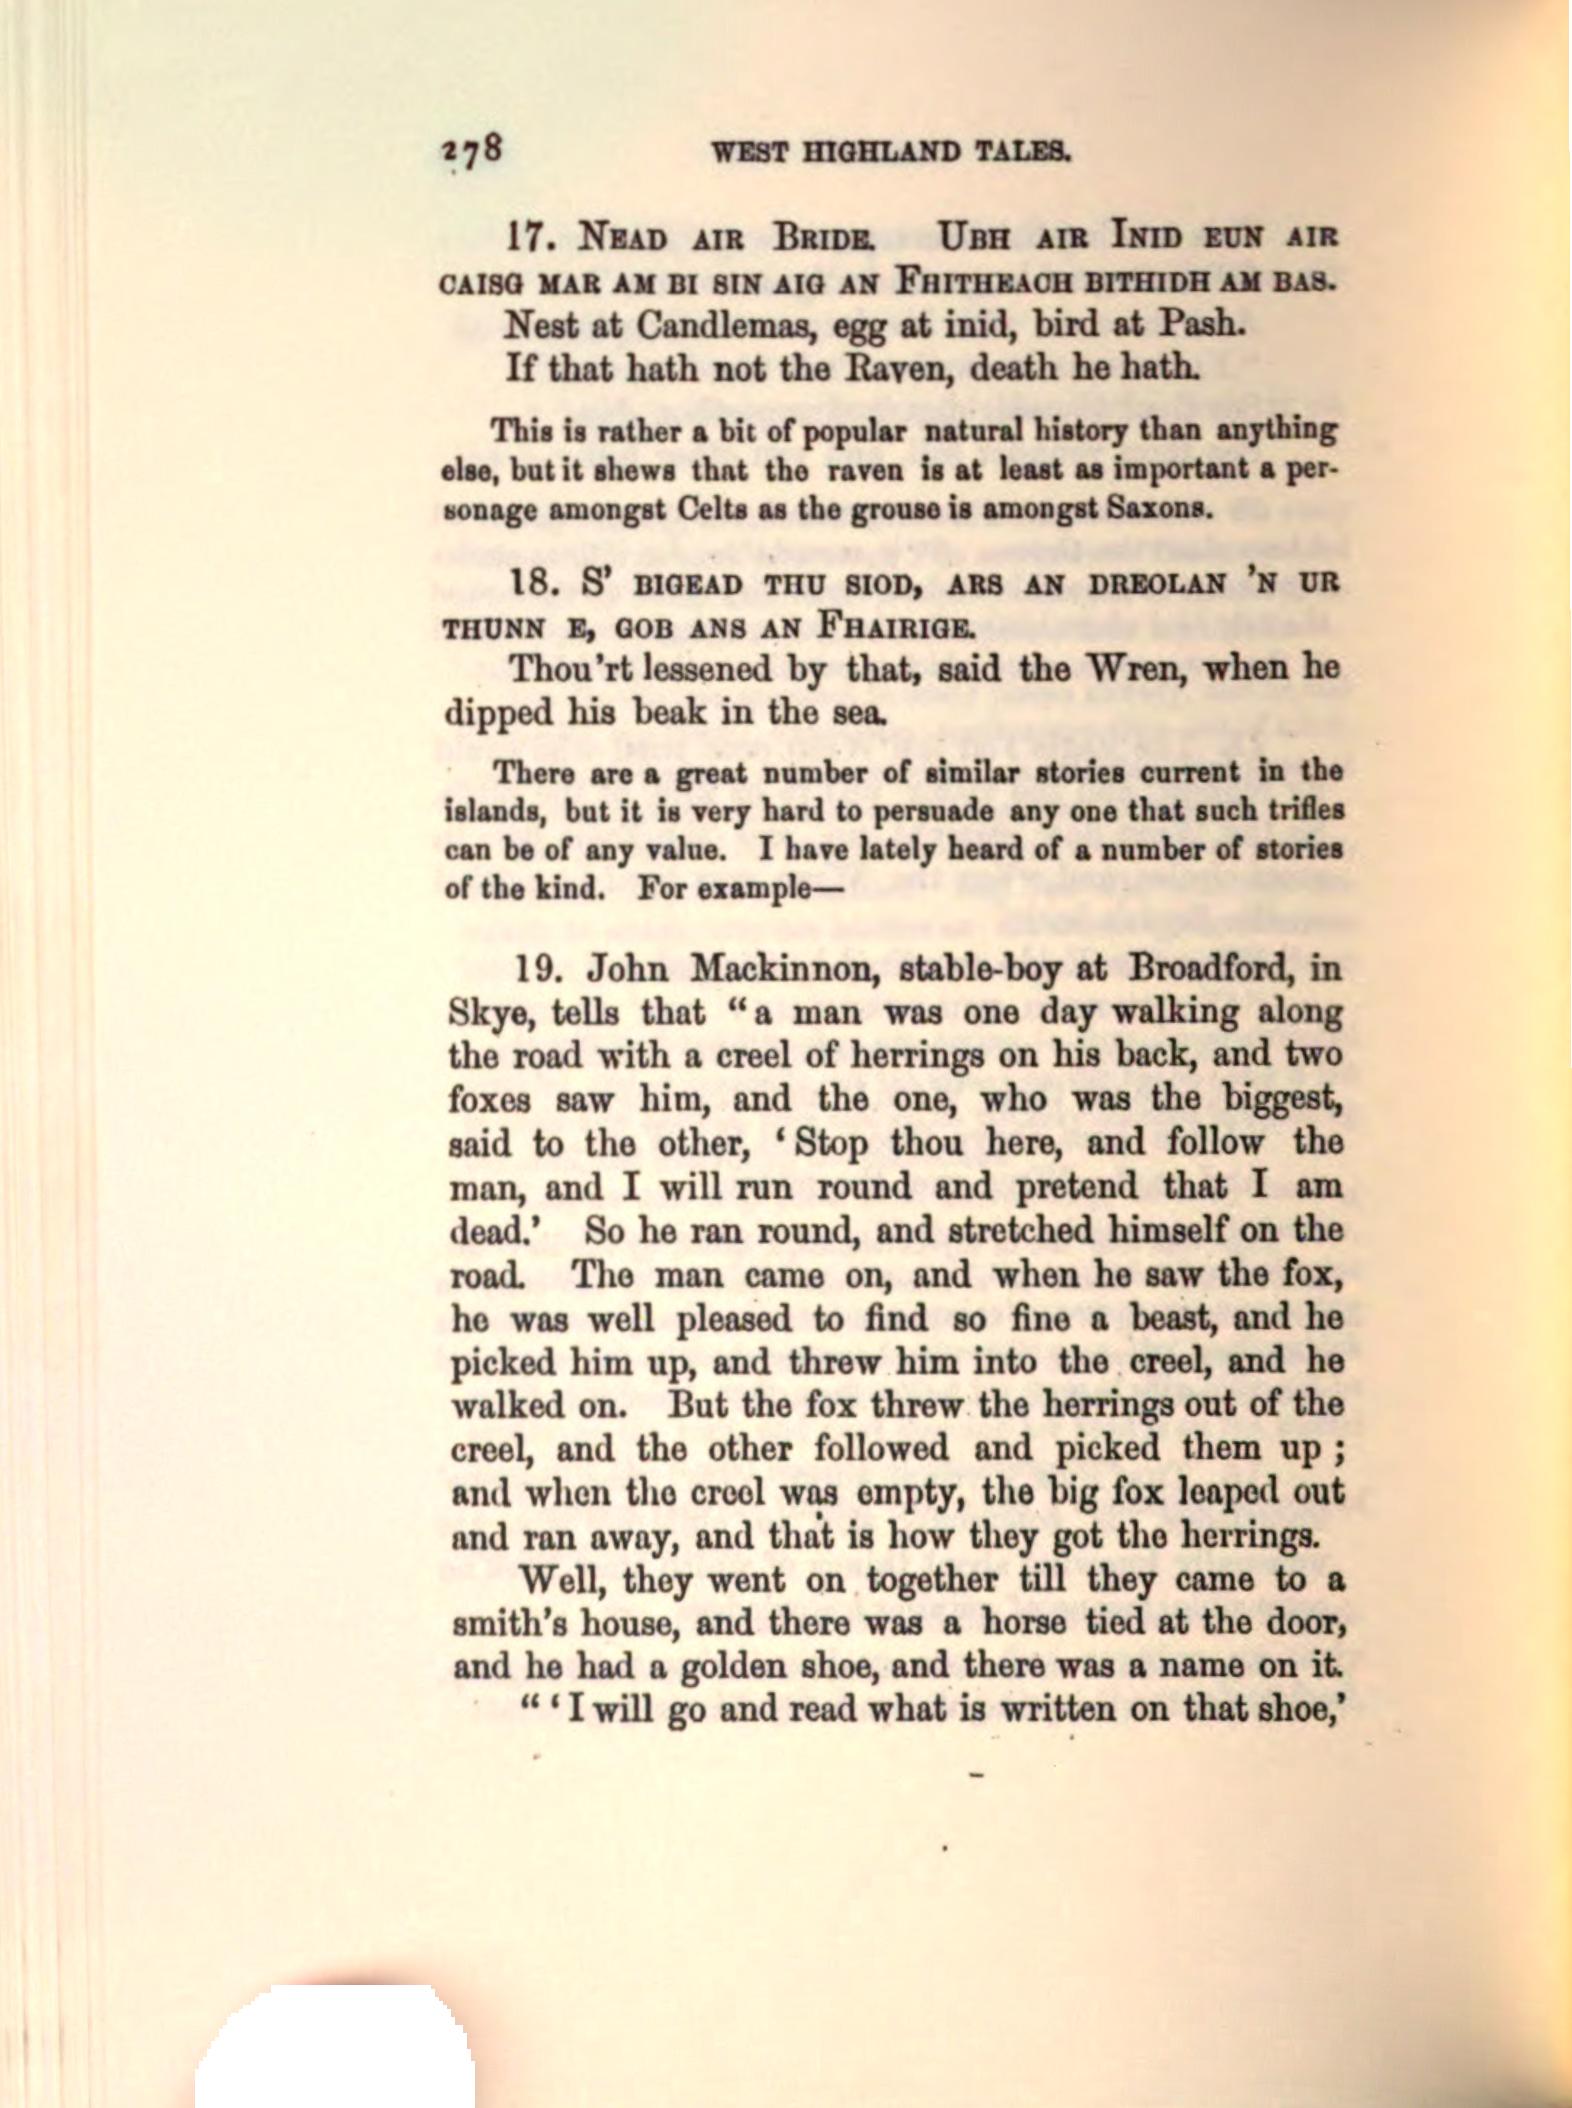 278 WEST HIGHLAND TALES.
17. NEAD AIR BRIDE. UBH AIR INID EUN AIR
CAISG MAR AM BI SIN AIG AN FHITHEACH BITHIDH AM BAS.
Nest at Candlemas, egg at inid, bird at Pash.
If that hath not the Raven, death he hath.
This is rather a bit of popular natural history than anything
else, but it shews that the raven is at least as important a per-
sonage amongst Celts as the grouse is amongst Saxons.
18. S' BIGEAD THU SIOD, ARS AN DREOLAN 'N UR
THUNN E, GOB ANS AN FHAIRIGE.
Thou'rt lessened by that, said the Wren, when he
dipped his beak in the sea.
There are a great number of similar stories current in the
islands, but it is very hard to persuade any one that such trifles
can be of any value. I have lately heard of a number of stories
of the kind. For example—
19. John Mackinnon, stable-boy at Broadford, in
Skye, tells that “a man was one day walking along
the road with a creel of herrings on his back, and two
foxes saw him, and the one, who was the biggest,
said to the other, ‘Stop thou here, and follow the
man, and I will run round and pretend that I am
dead.’ So he ran round, and stretched himself on the
road. The man came on, and when he saw the fox,
he was well pleased to find so fine a beast, and he
picked him up, and threw him into the creel, and he
walked on. But the fox threw the herrings out of the
creel, and the other followed and picked them up ;
and when the creel was empty, the big fox leaped out
and ran away, and that is how they got the herrings.
Well, they went on together till they came to a
smith's house, and there was a horse tied at the door,
and he had a golden shoe, and there was a name on it.
“ ‘I will go and read what is written on that shoe,’